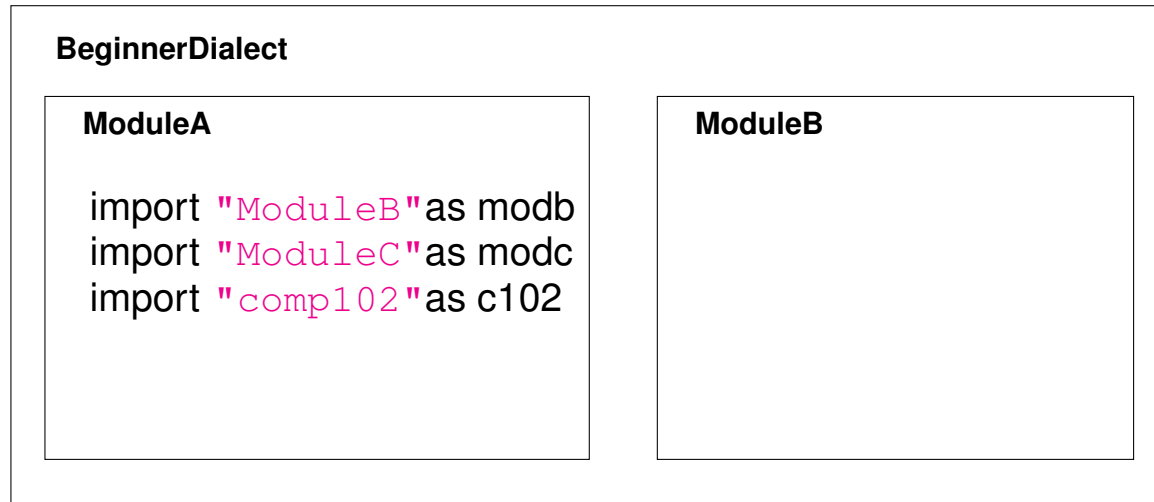 BeginnerDialect
ModuleA
import "ModuleB"as modb
import "ModuleC"as modc
import "comp102"as c102
ModuleB